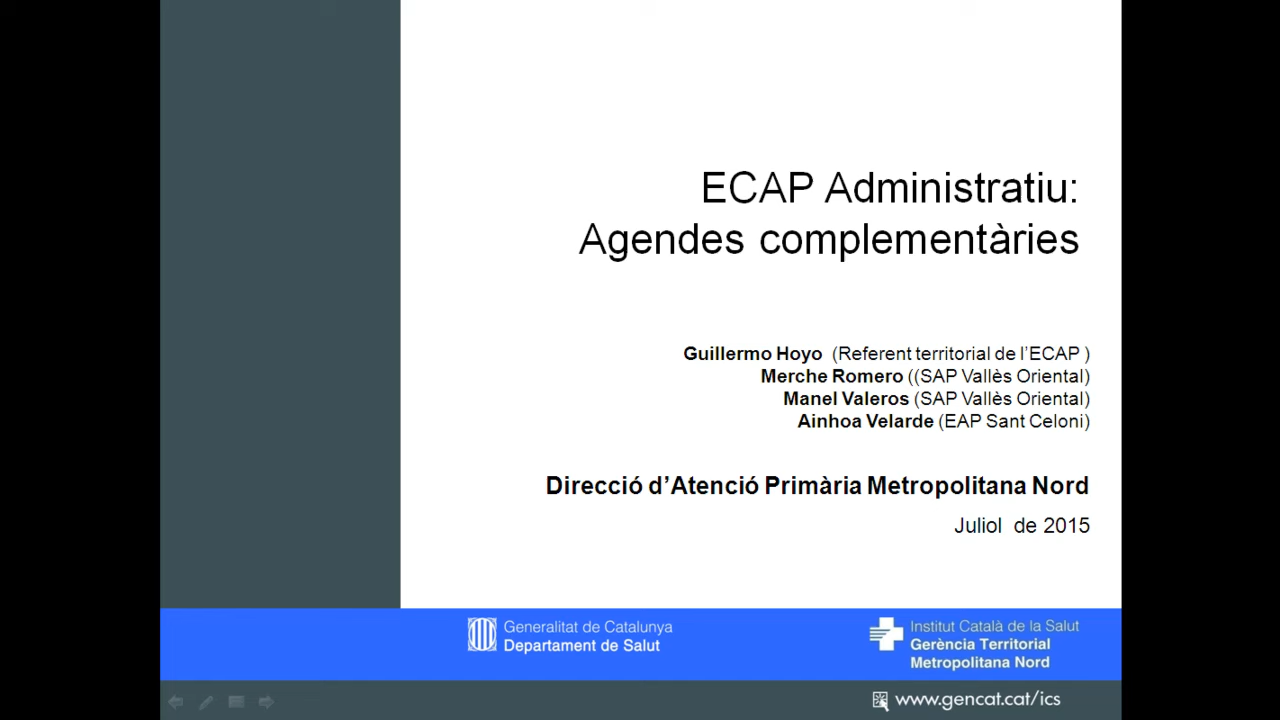 ECAP Administratiu:
Agendes complementàries
Guillermo Hoyo (Referent territorial de l’ECAP )
Merche Romero ((SAP Vallès Oriental)
Manel Valeros (SAP Vallès Oriental)
Ainhoa Velarde (EAP Sant Celoni)
Direcció d’Atenció Primària Metropolitana Nord
Juliol de 2015
Generalitat de Catalunya
Departament de Salut
Institut Català de la Salut
Gerència Territorial
Metropolitana Nord
www.gencat.cat/ics